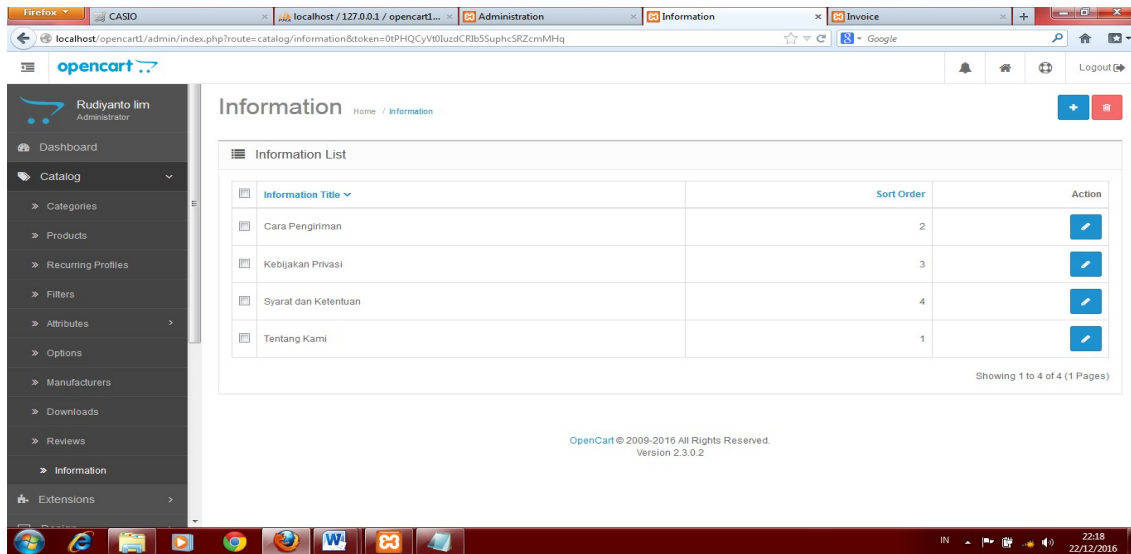 Firefox
CASIO
localhost / 127.0.0.1 / opencart1...
Administration
Information
Invoice
localhost/opencart1/admin/index.php?route=catalog/information&token=0tPHQCyVt0IuzdCRIb5SuphcSRZcmMHq
Google
opencart
Logout
Rudiyanto lim
Administrator
Information
Home / Information
Dashboard
Catalog
Categories
Products
Recurring Profiles
Filters
Attributes
Options
Manufacturers
Downloads
Reviews
Information
Extensions
Information List
Information Title
Sort Order
Action
Cara Pengiriman
2
Kebijakan Privasi
3
Syarat dan Ketentuan
4
Tentang Kami
1
Showing 1 to 4 of 4 (1 Pages)
OpenCart © 2009-2016 All Rights Reserved.
Version 2.3.0.2
IN
22:18
22/12/2016